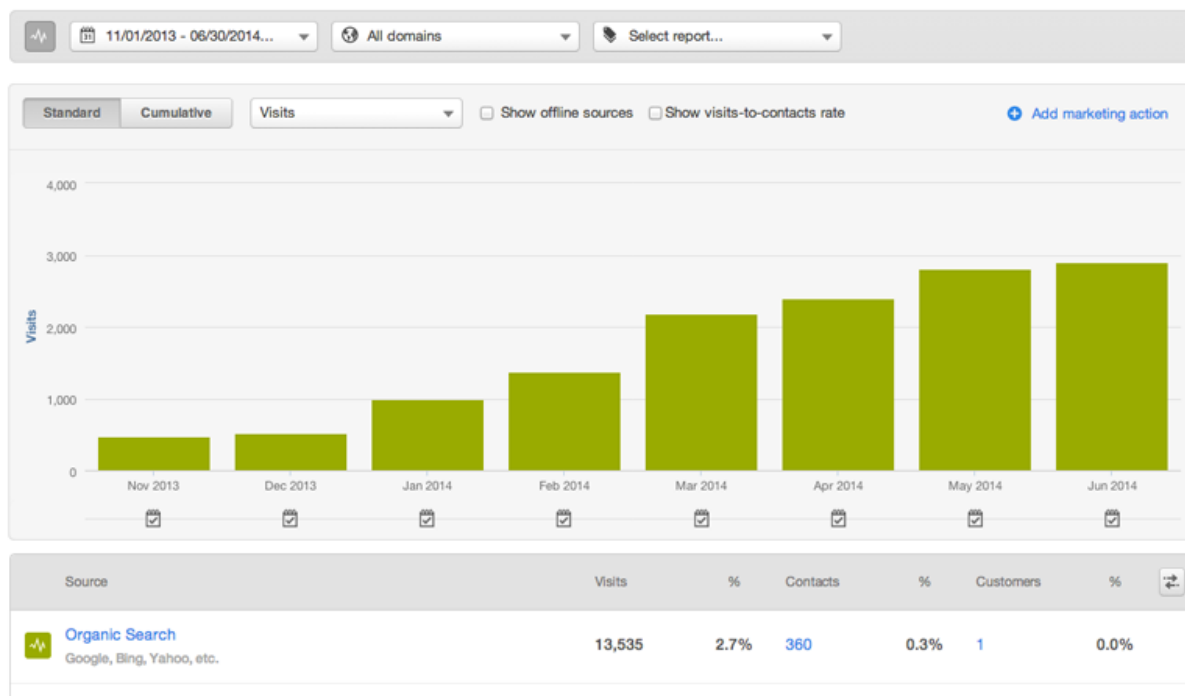 11/01/2013 - 06/30/2014... All domains Select report...
Standard Cumulative Visits Show offline sources Show visits-to-contacts rate Add marketing action
4,000
3,000
2,000
1,000
0
Visits
Nov 2013 Dec 2013 Jan 2014 Feb 2014 Mar 2014 Apr 2014 May 2014 Jun 2014
Source Visits % Contacts % Customers %
Organic Search 13,535 2.7% 360 0.3% 1 0.0%
Google, Bing, Yahoo, etc.